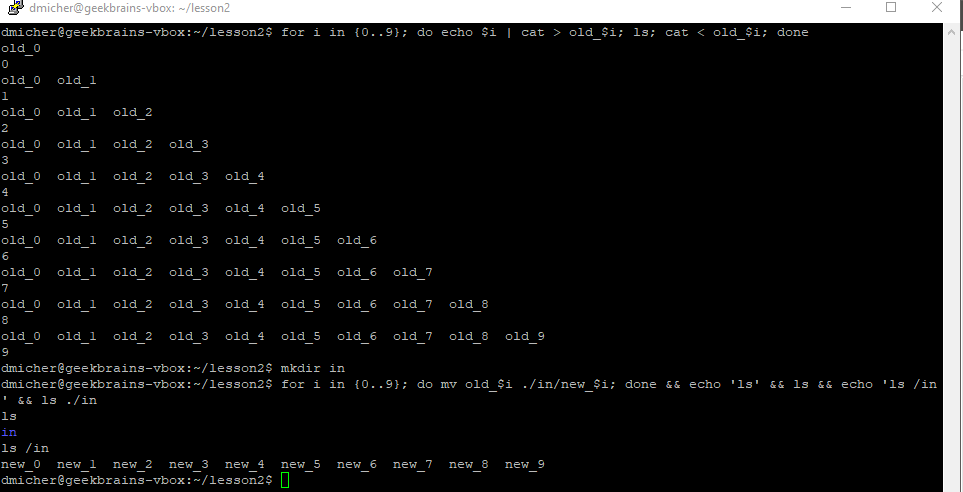 dmicher@geekbrains-vbox: ~/lesson2
dmicher@geekbrains-vbox:~/lesson2$ for i in {0..9}; do echo $i | cat > old_$i; ls; cat < old_$i; done
old_0
0
old_0  old_1
1
old_0  old_1  old_2
2
old_0  old_1  old_2  old_3
3
old_0  old_1  old_2  old_3  old_4
4
old_0  old_1  old_2  old_3  old_4  old_5
5
old_0  old_1  old_2  old_3  old_4  old_5  old_6
6
old_0  old_1  old_2  old_3  old_4  old_5  old_6  old_7
7
old_0  old_1  old_2  old_3  old_4  old_5  old_6  old_7  old_8
8
old_0  old_1  old_2  old_3  old_4  old_5  old_6  old_7  old_8  old_9
9
dmicher@geekbrains-vbox:~/lesson2$ mkdir in
dmicher@geekbrains-vbox:~/lesson2$ for i in {0..9}; do mv old_$i ./in/new_$i; done && echo 'ls' && ls && echo 'ls /in
' && ls ./in
ls
in
ls /in
new_0  new_1  new_2  new_3  new_4  new_5  new_6  new_7  new_8  new_9
dmicher@geekbrains-vbox:~/lesson2$